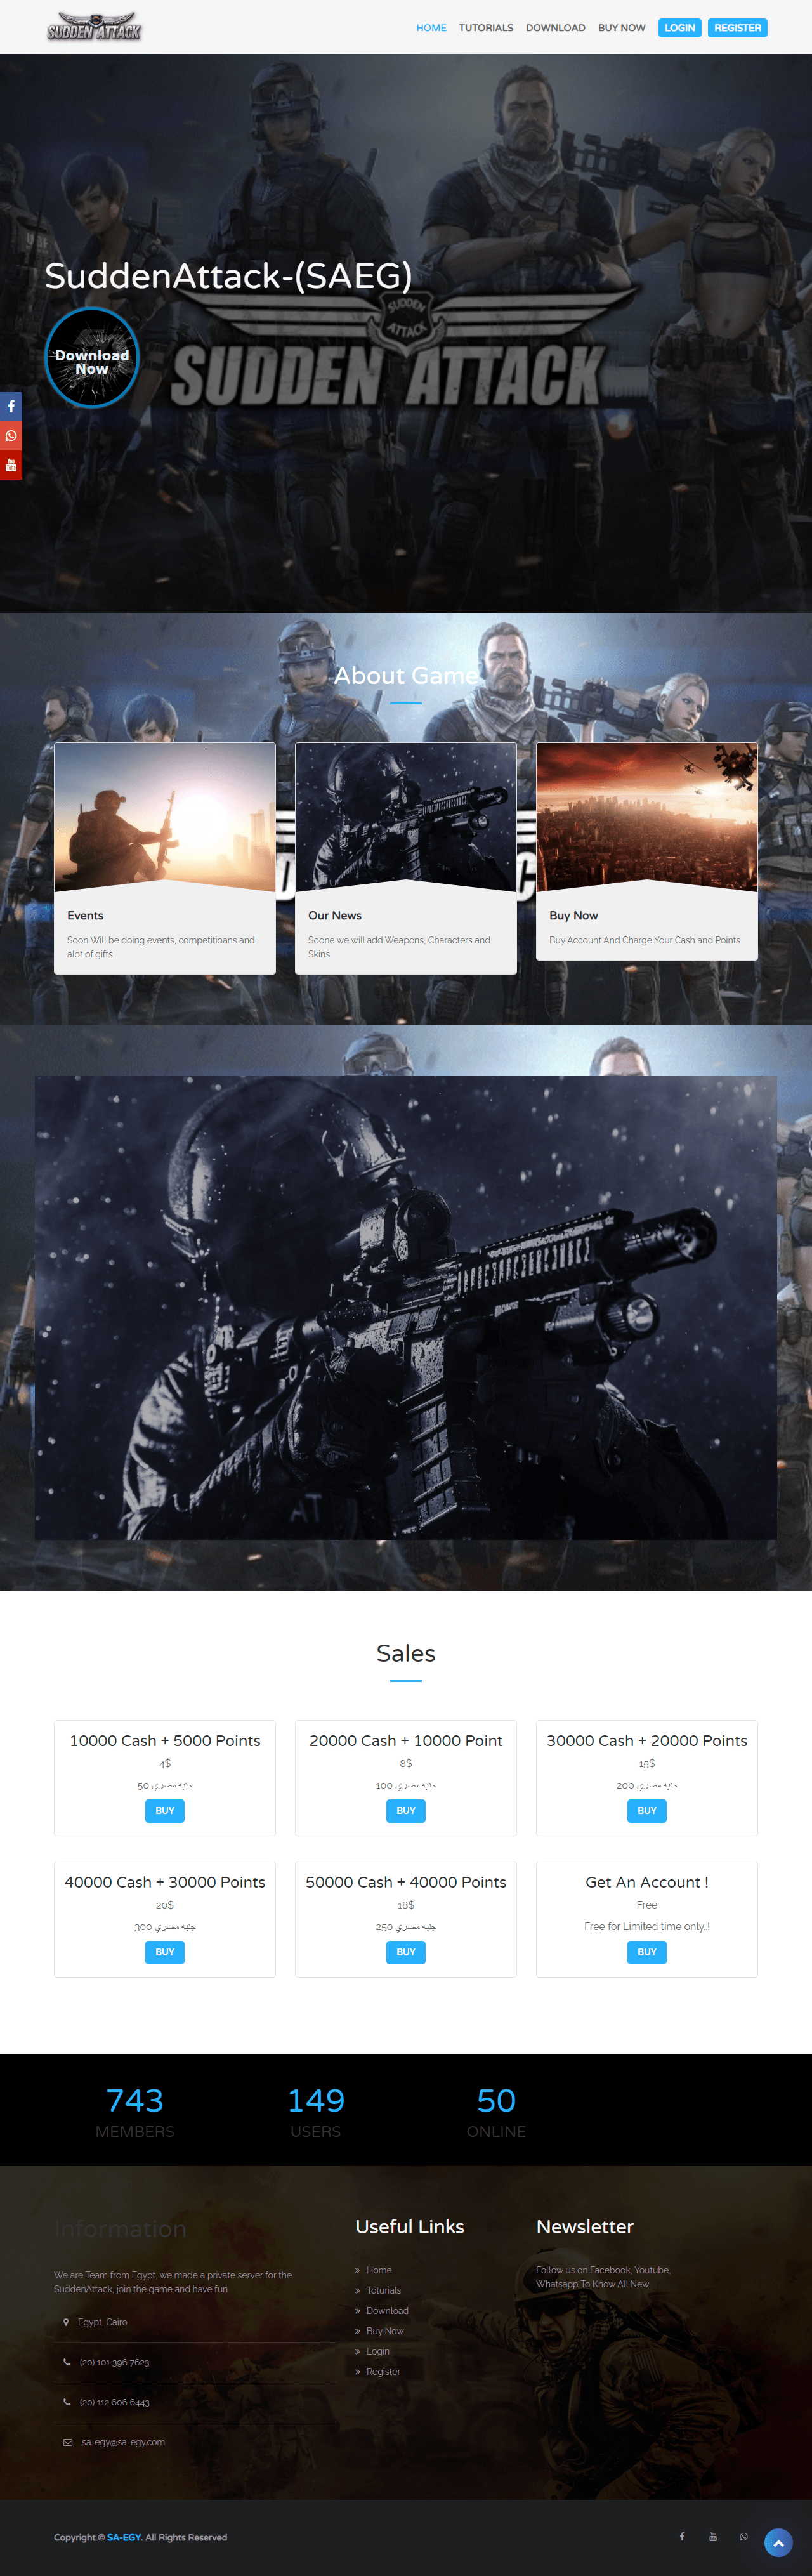 SUDDEN ATTACK
HOME TUTORIALS DOWNLOAD BUY NOW LOGIN REGISTER
SuddenAttack-(SAEG)
SUDDEN ATTACK
SUDDEN ATTACK
Download
Now
About Game
Events
Soon Will be doing events, competitioans and
alot of gifts
Our News
Soone we will add Weapons, Characters and
Skins
Buy Now
Buy Account And Charge Your Cash and Points
Sales
10000 Cash + 5000 Points
4$
50 جنيه مصري
BUY
20000 Cash + 10000 Point
8$
100 جنيه مصري
BUY
30000 Cash + 20000 Points
15$
200 جنيه مصري
BUY
40000 Cash + 30000 Points
20$
300 جنيه مصري
BUY
50000 Cash + 40000 Points
18$
250 جنيه مصري
BUY
Get An Account !
Free
Free for Limited time only..!
BUY
743
MEMBERS
149
USERS
50
ONLINE
Information
We are Team from Egypt, we made a private server for the
SuddenAttack, join the game and have fun
Egypt, Cairo
(20) 101 396 7623
(20) 112 606 6443
sa-egy@sa-egy.com
Useful Links
Home
Toturials
Download
Buy Now
Login
Register
Newsletter
Follow us on Facebook, Youtube,
Whatsapp To Know All New
Copyright © SA-EGY. All Rights Reserved